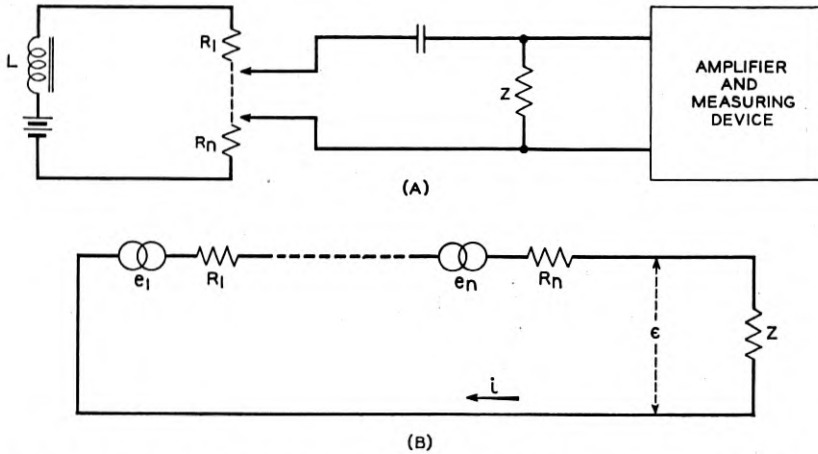 L
R1
Rn
Z
AMPLIFIER
AND
MEASURING
DEVICE
(A)
e1
R1
en
Rn
ϵ
Z
i
(B)